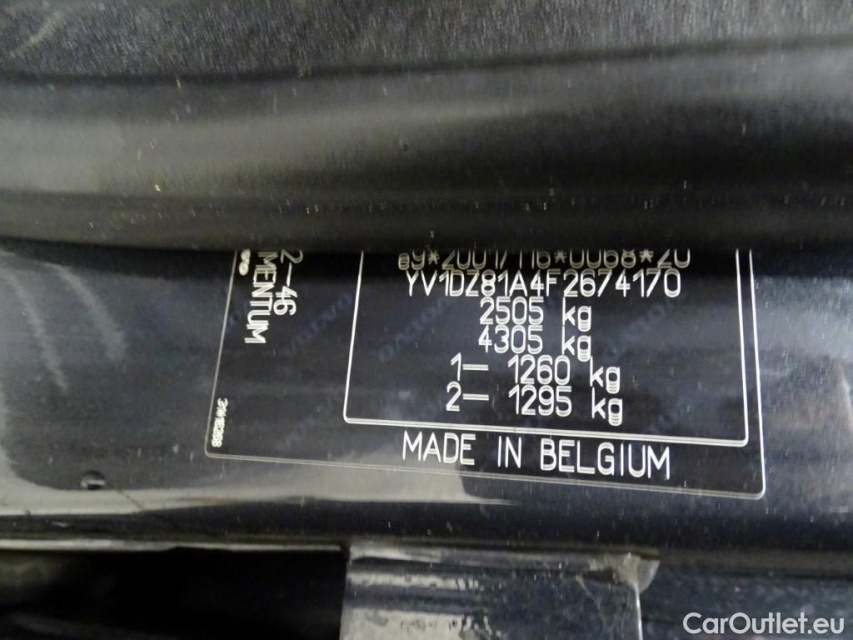 e9*2001/116*0068*20
YV1DZ81A4F2674170
2505 kg
4305 kg
1– 1260 kg
2– 1295 kg
MADE IN BELGIUM
2–46
MENTUM
CarOutlet.eu